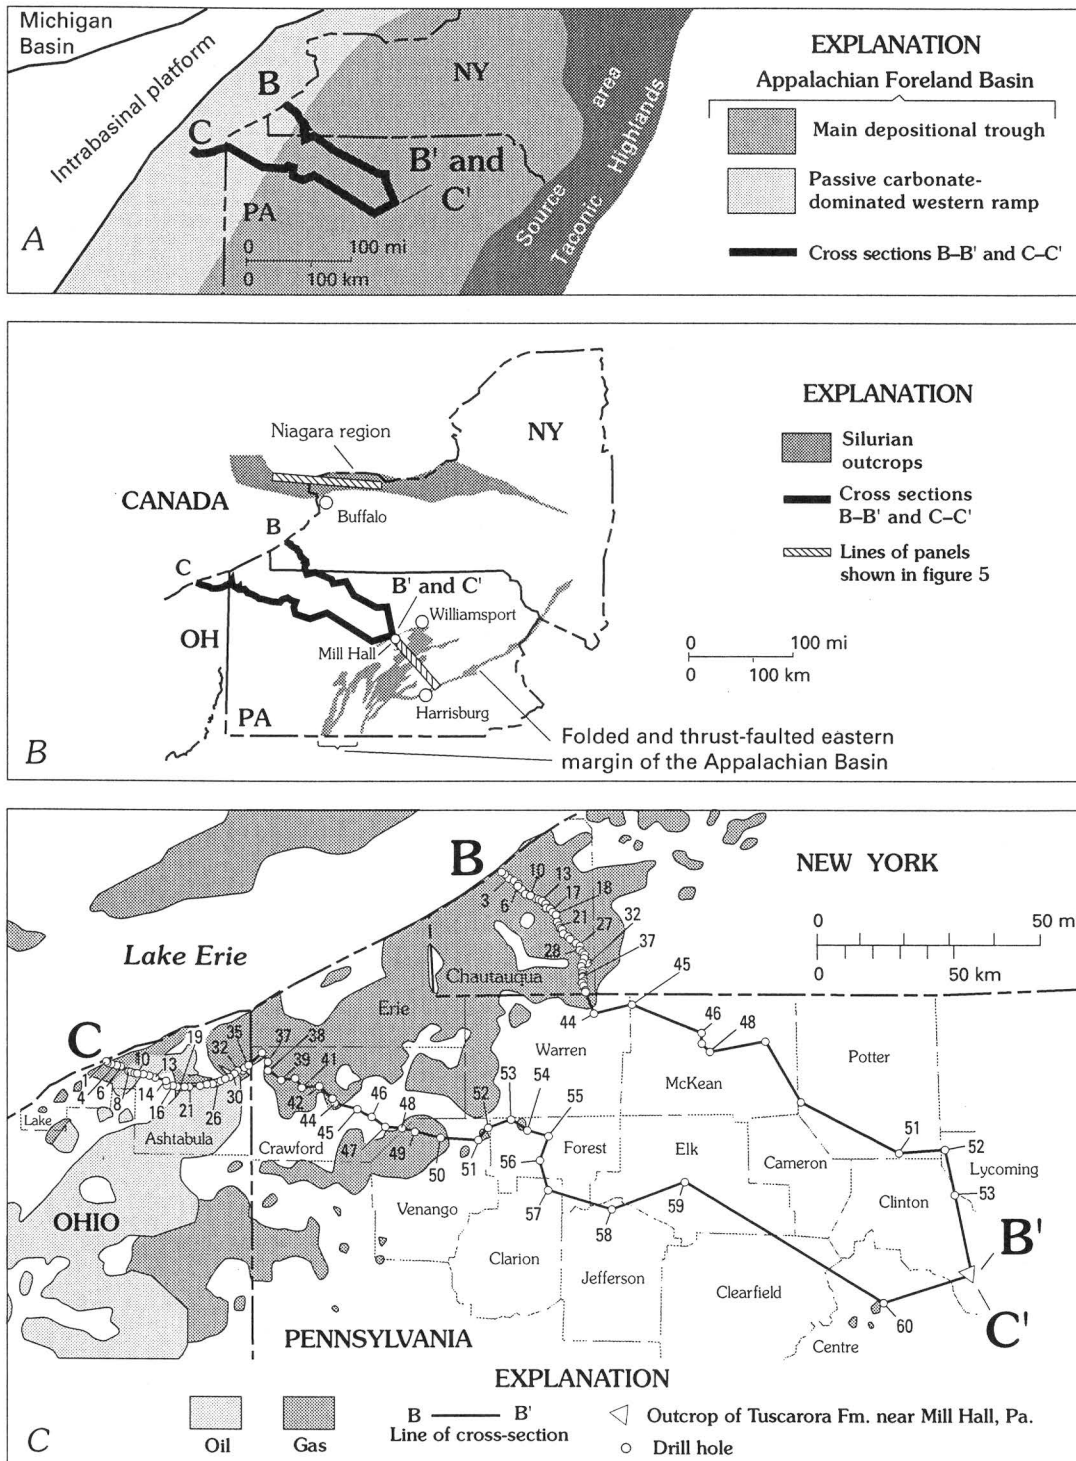 Michigan
Basin
Intrabasinal platform
B
C
NY
B' and
C'
PA
0 100 mi
0 100 km
Source area
Taconic Highlands
A
EXPLANATION
Appalachian Foreland Basin
Main depositional trough
Passive carbonate-
dominated western ramp
Cross sections B–B' and C–C'
Niagara region
NY
CANADA
Buffalo
B
C
B' and C'
Williamsport
OH
Mill Hall
Harrisburg
PA
B
EXPLANATION
Silurian
outcrops
Cross sections
B–B' and C–C'
Lines of panels
shown in figure 5
0 100 mi
0 100 km
Folded and thrust-faulted eastern
margin of the Appalachian Basin
B
NEW YORK
3
6
10
13
17
18
21
27
28
32
37
44
45
46
48
51
52
53
0 50 m
0 50 km
Lake Erie
Chautauqua
Erie
Warren
McKean
Potter
C
1
4
6
8
10
13
14
16
19
21
26
30
32
35
37
38
39
41
42
44
45
46
47
48
49
50
51
52
53
54
55
56
57
58
59
60
Lake
Ashtabula
Crawford
Forest
Elk
Cameron
Clinton
Lycoming
Venango
Clarion
Jefferson
Clearfield
Centre
OHIO
PENNSYLVANIA
B'
C'
EXPLANATION
Oil
Gas
B B'
Line of cross-section
Outcrop of Tuscarora Fm. near Mill Hall, Pa.
Drill hole
C